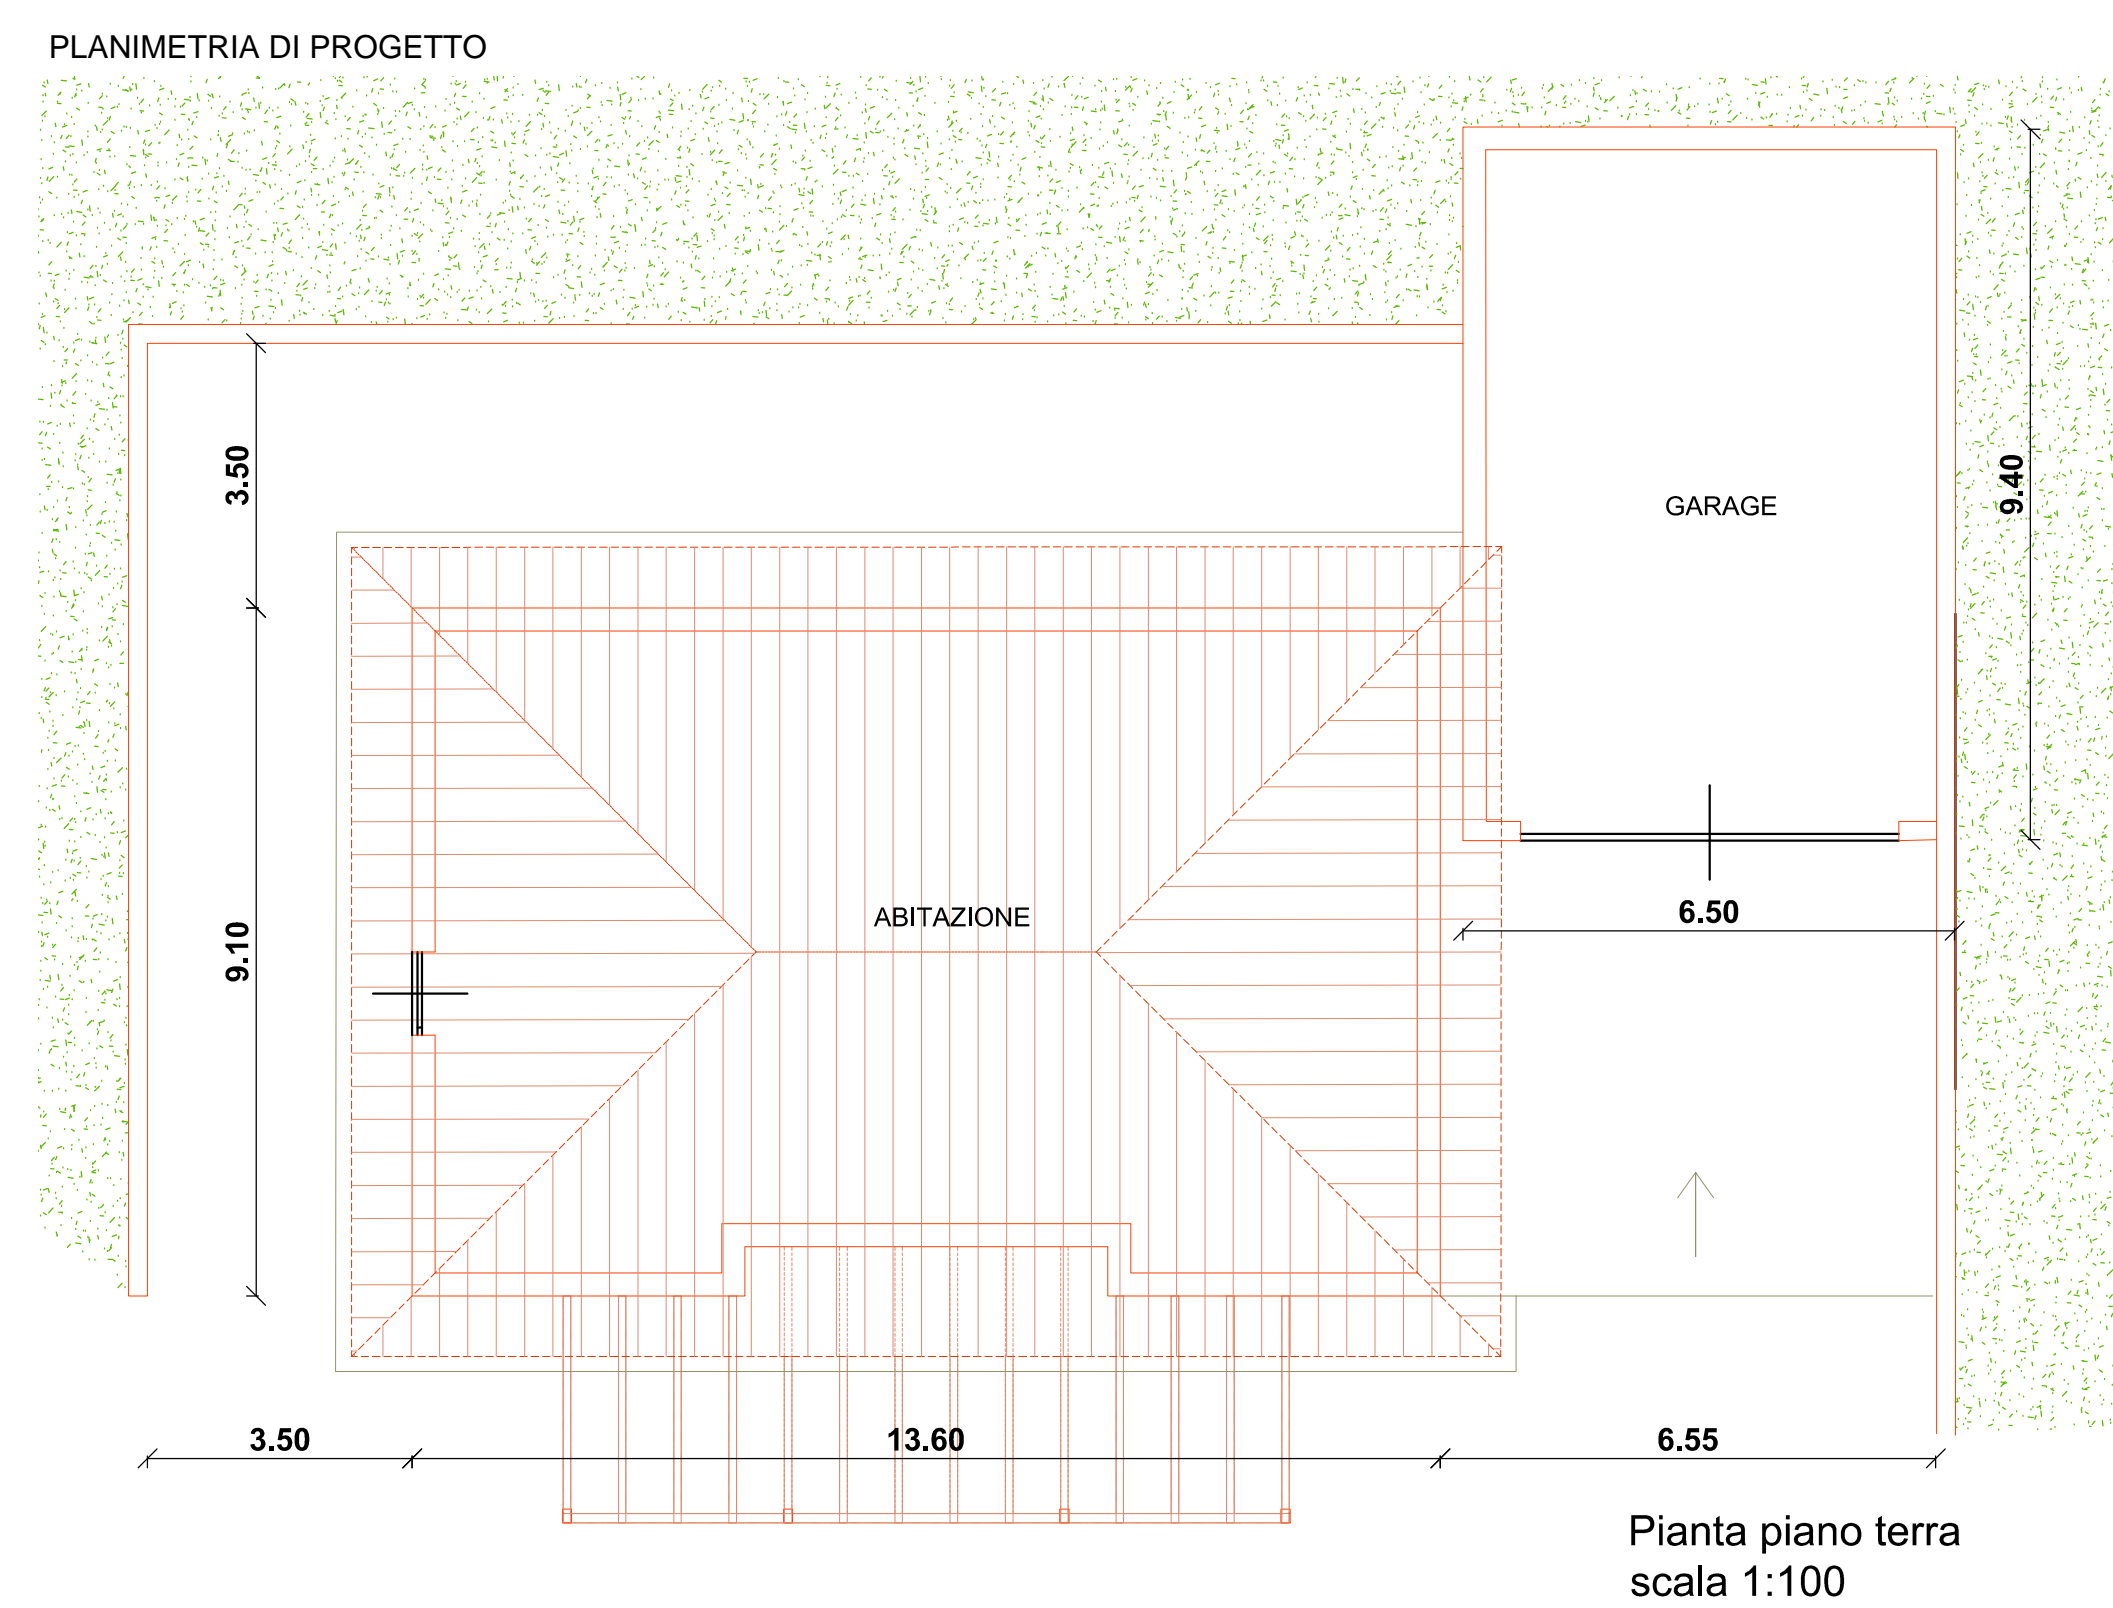 PLANIMETRIA DI PROGETTO
3.50
9.40
GARAGE
6.50
ABITAZIONE
9.10
3.50
13.60
6.55
Pianta piano terra
scala 1:100